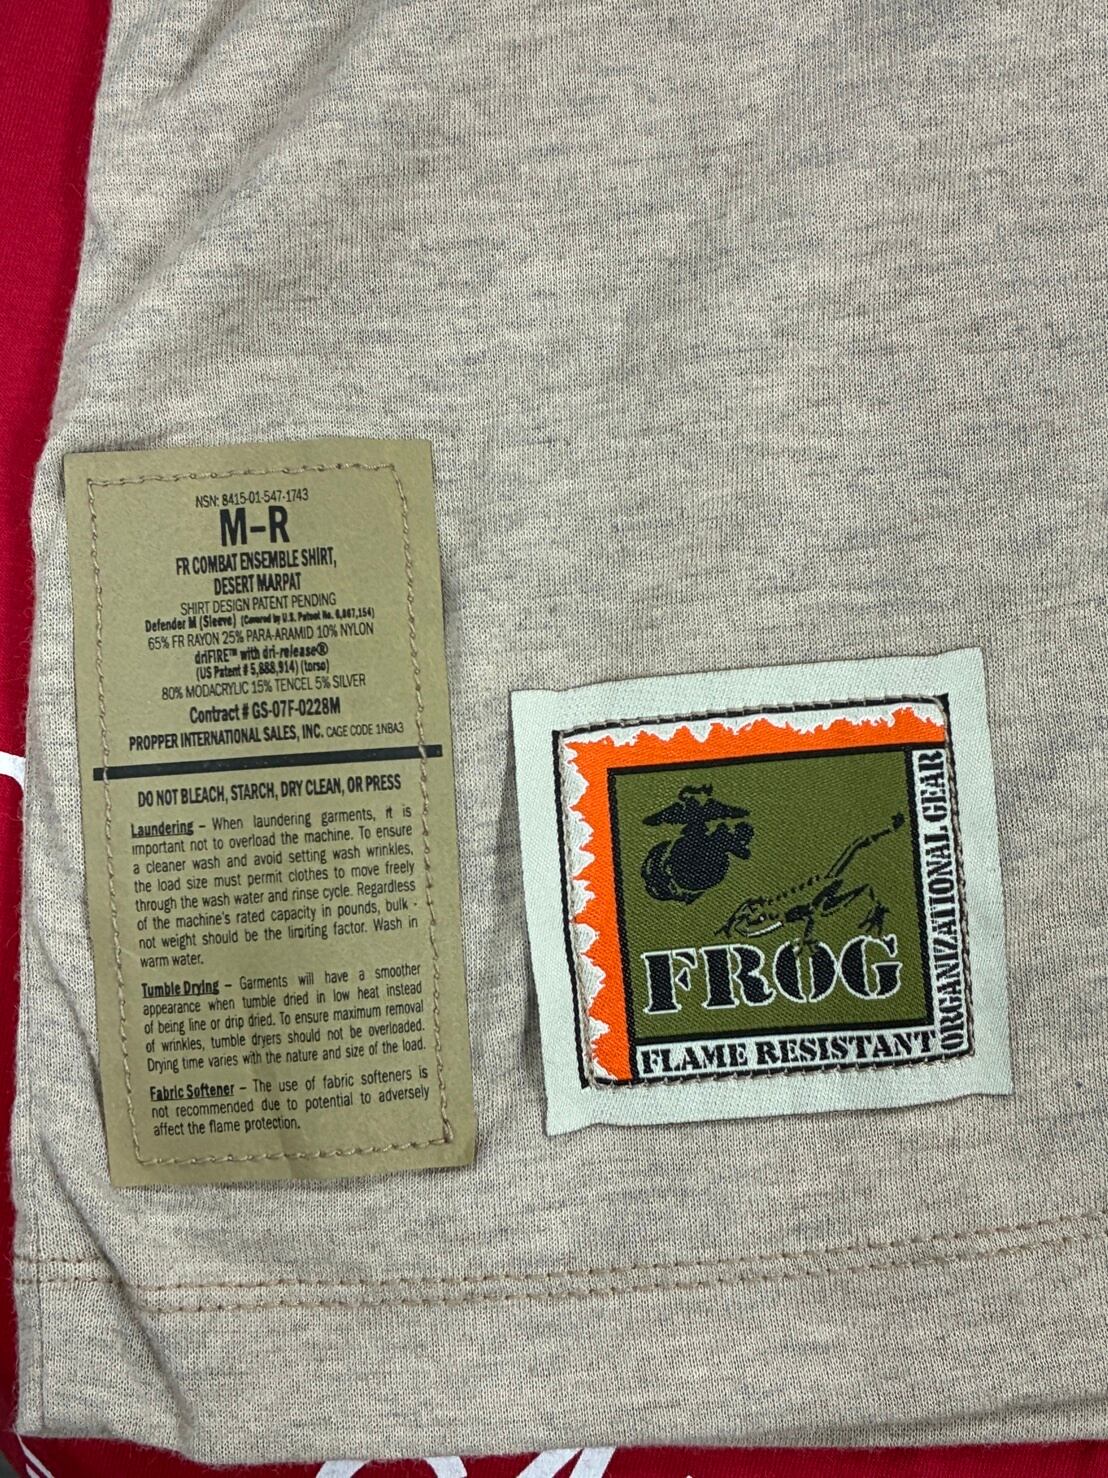 NSN: 8415-01-547-1743
M-R
FR COMBAT ENSEMBLE SHIRT,
DESERT MARPAT
SHIRT DESIGN PATENT PENDING
Defender M (Sleeve) (Covered by U.S. Patent No. 6,867,154)
65% FR RAYON 25% PARA-ARAMID 10% NYLON
driFIRE™ with dri-release®
(US Patent # 5,888,914) (torso)
80% MODACRYLIC 15% TENCEL 5% SILVER
Contract # GS-07F-0228M
PROPPER INTERNATIONAL SALES, INC. CAGE CODE 1NBA3
DO NOT BLEACH, STARCH, DRY CLEAN, OR PRESS
Laundering – When laundering garments, it is
important not to overload the machine. To ensure
a cleaner wash and avoid setting wash wrinkles,
the load size must permit clothes to move freely
through the wash water and rinse cycle. Regardless
of the machine's rated capacity in pounds, bulk -
not weight should be the limiting factor. Wash in
warm water.
Tumble Drying – Garments will have a smoother
appearance when tumble dried in low heat instead
of being line or drip dried. To ensure maximum removal
of wrinkles, tumble dryers should not be overloaded.
Drying time varies with the nature and size of the load.
Fabric Softener – The use of fabric softeners is
not recommended due to potential to adversely
affect the flame protection.
FROG
FLAME RESISTANT
ORGANIZATIONAL GEAR